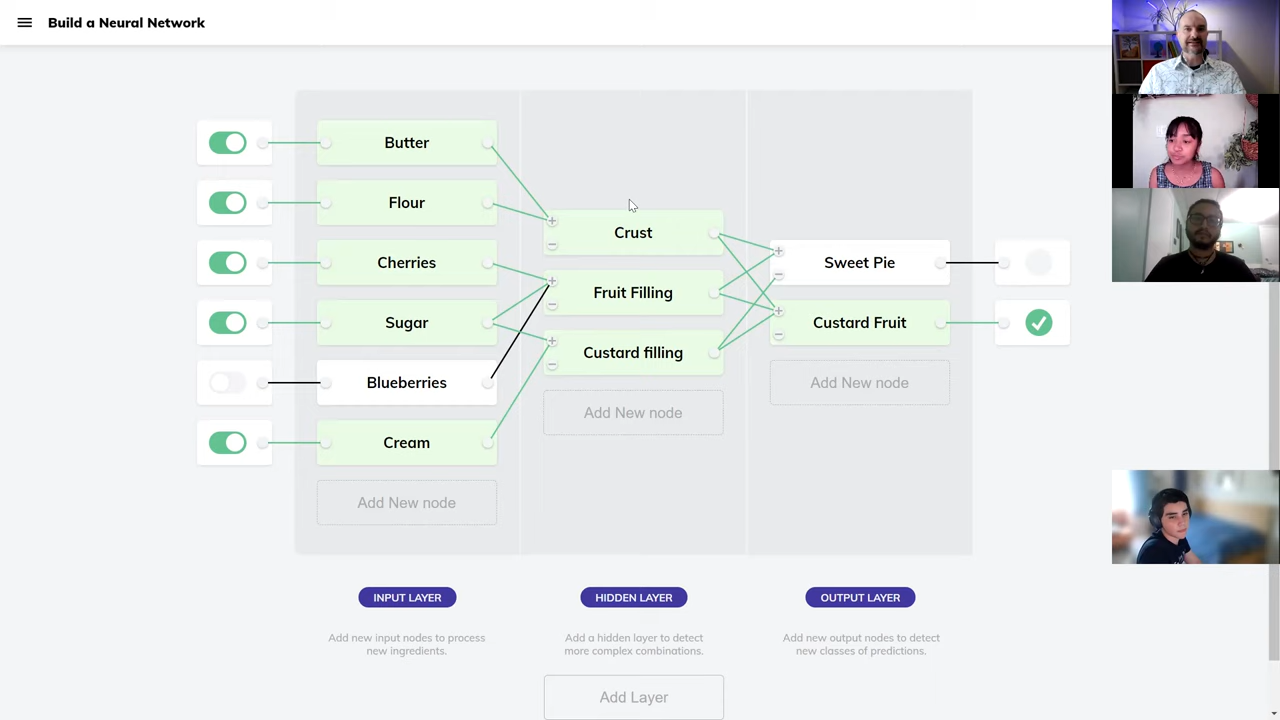 Build a Neural Network
Butter
Flour
Cherries
Sugar
Blueberries
Cream
Add New node
Crust
Fruit Filling
Custard filling
Add New node
Sweet Pie
Custard Fruit
Add New node
INPUT LAYER
Add new input nodes to process
new ingredients.
HIDDEN LAYER
Add a hidden layer to detect
more complex combinations.
Add Layer
OUTPUT LAYER
Add new output nodes to detect
new classes of predictions.